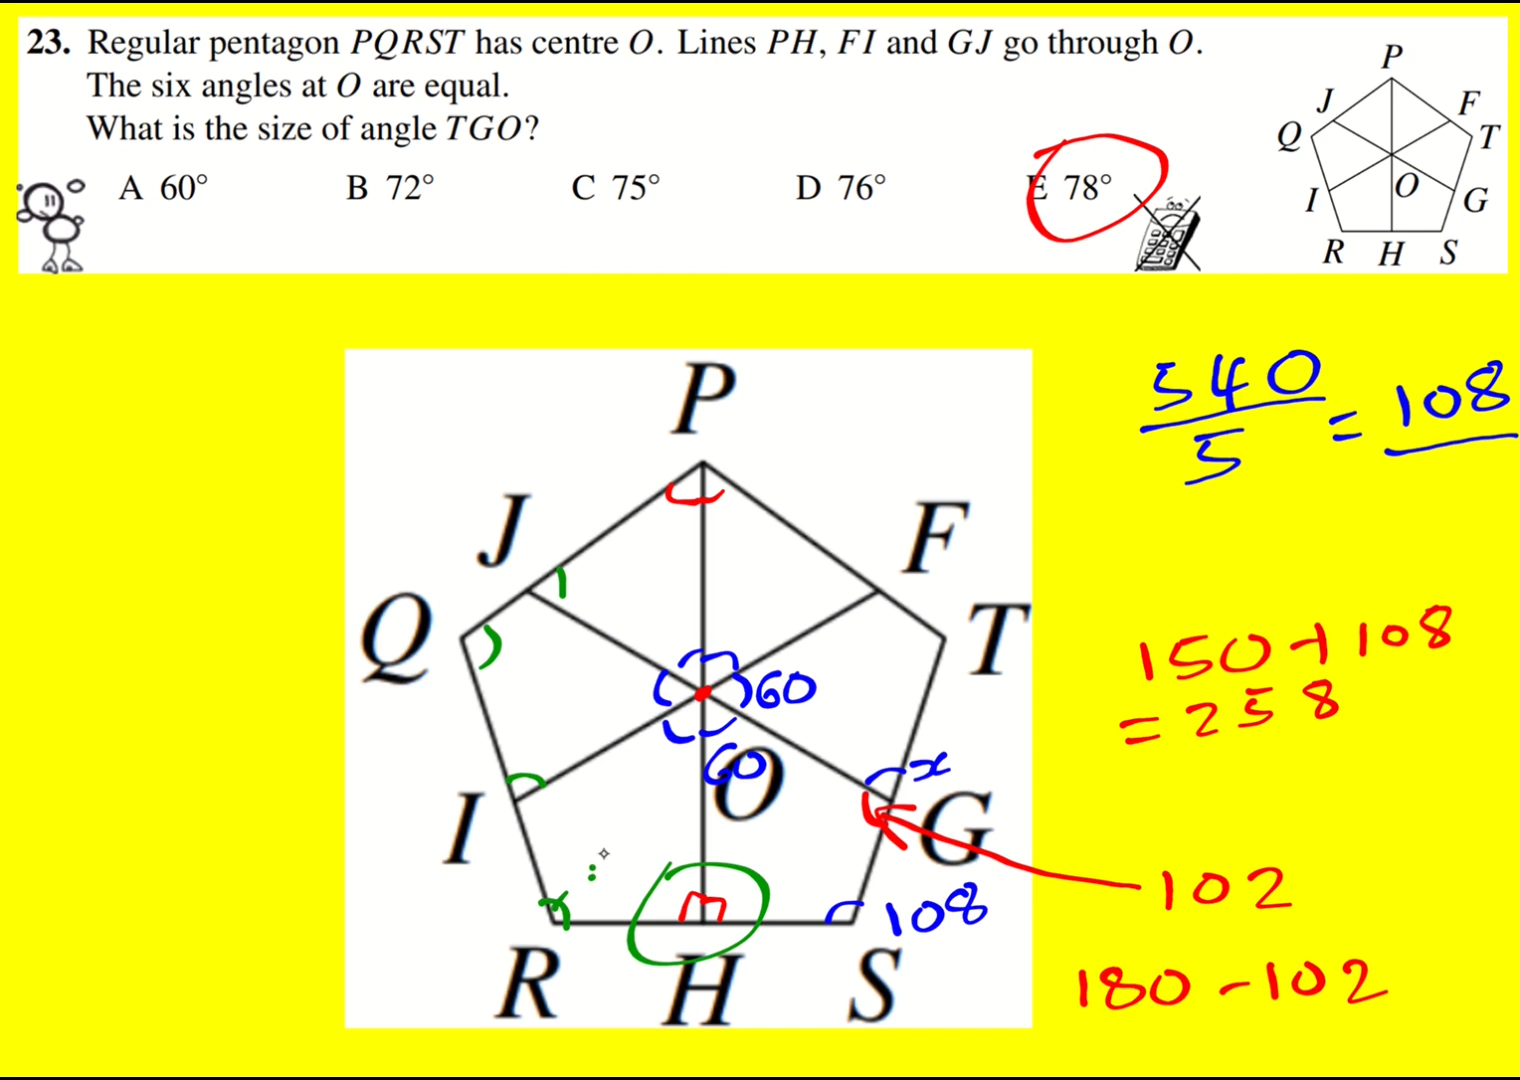 23. Regular pentagon PQRST has centre O. Lines PH, FI and GJ go through O.
The six angles at O are equal.
What is the size of angle TGO?
A 60° B 72° C 75° D 76° E 78°
P
J F
Q T
O
I G
R H S
540
5
= 108
P
J F
Q T
60
60
O
x
I G
108
R H S
150+108
= 258
102
180 - 102